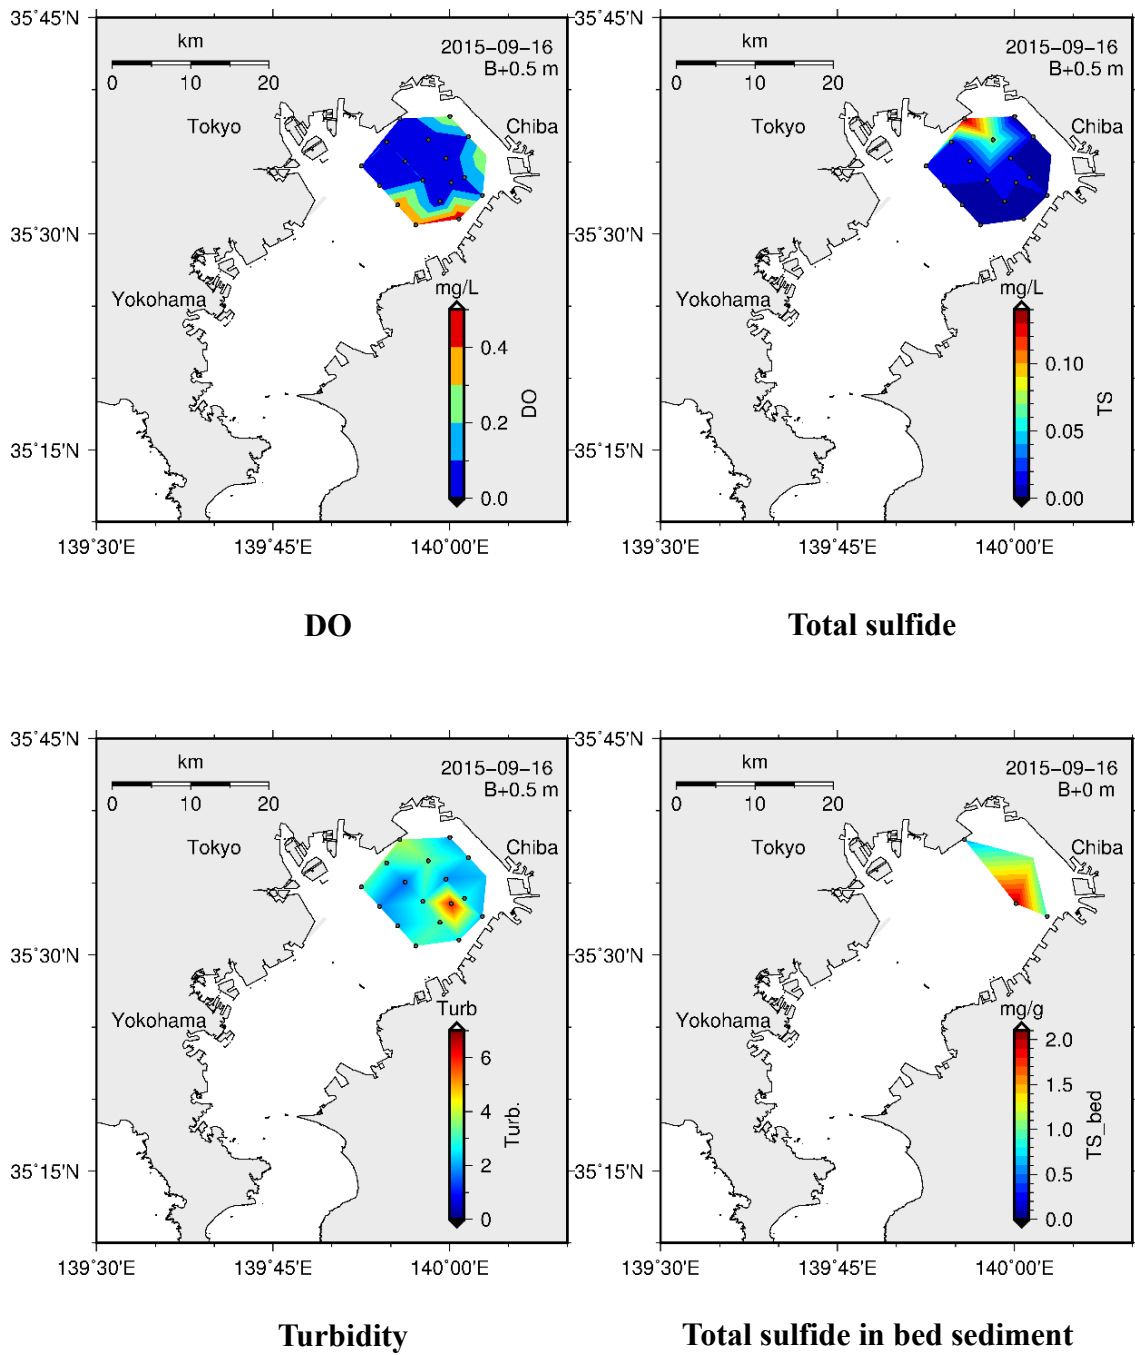 35°45'N
km
0 10 20
2015-09-16
B+0.5 m
Tokyo
Chiba
35°30'N
Yokohama
mg/L
0.4
0.2
0.0
DO
35°15'N
139°30'E 139°45'E 140°00'E
DO
35°45'N
km
0 10 20
2015-09-16
B+0.5 m
Tokyo
Chiba
35°30'N
Yokohama
mg/L
0.10
0.05
0.00
TS
35°15'N
139°30'E 139°45'E 140°00'E
Total sulfide
35°45'N
km
0 10 20
2015-09-16
B+0.5 m
Tokyo
Chiba
35°30'N
Yokohama
Turb
6
4
2
0
Turb.
35°15'N
139°30'E 139°45'E 140°00'E
Turbidity
35°45'N
km
0 10 20
2015-09-16
B+0 m
Tokyo
Chiba
35°30'N
Yokohama
mg/g
2.0
1.5
1.0
0.5
0.0
TS_bed
35°15'N
139°30'E 139°45'E 140°00'E
Total sulfide in bed sediment